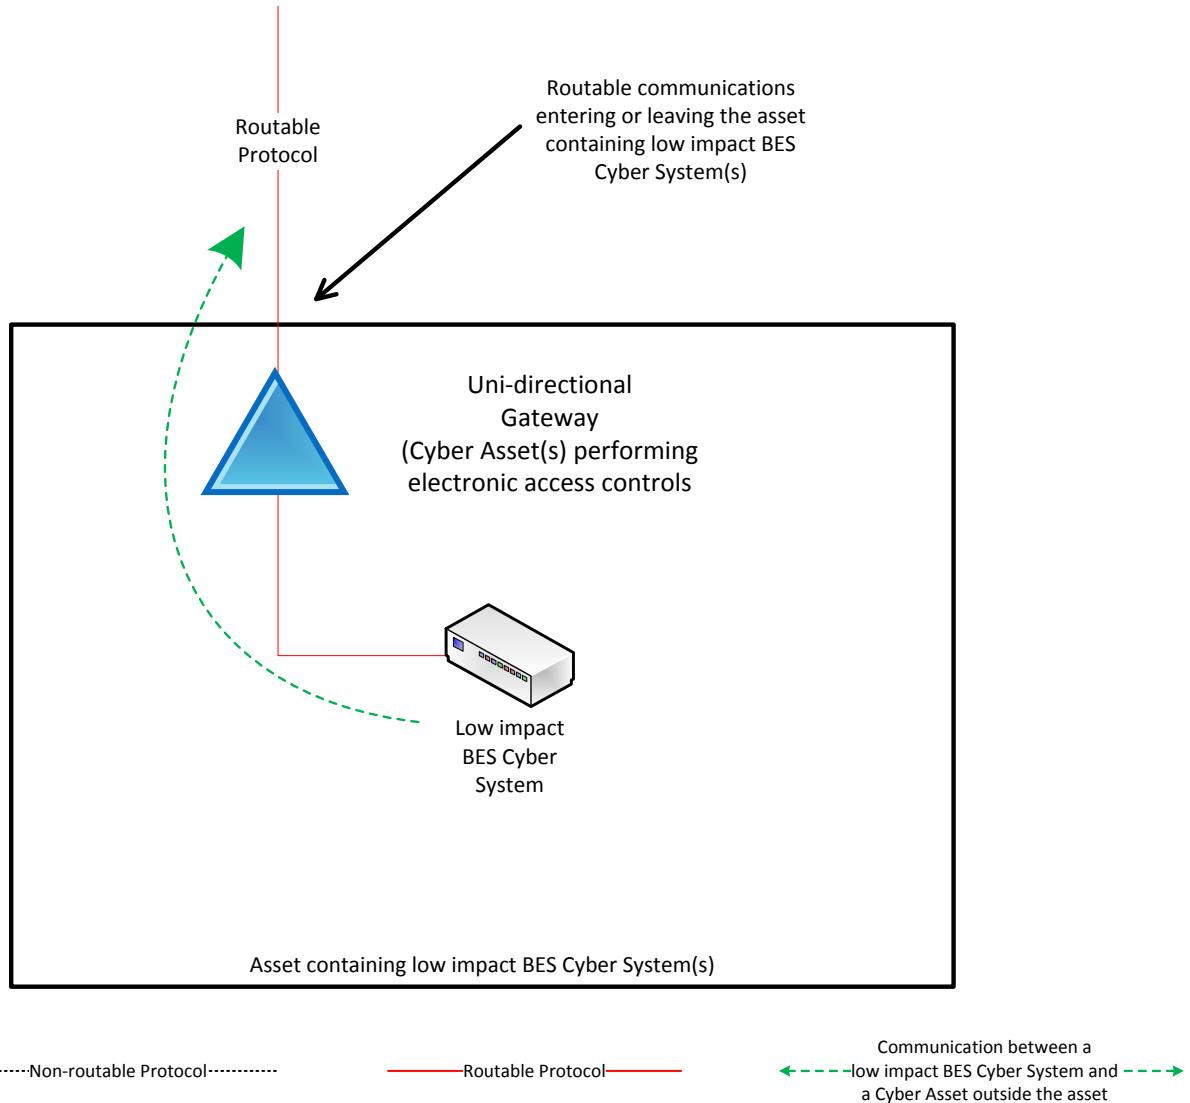 Routable communications
entering or leaving the asset
containing low impact BES
Cyber System(s)
Routable
Protocol
Uni-directional
Gateway
(Cyber Asset(s) performing
electronic access controls
Low impact
BES Cyber
System
Asset containing low impact BES Cyber System(s)
Non-routable Protocol
Routable Protocol
Communication between a
low impact BES Cyber System and
a Cyber Asset outside the asset